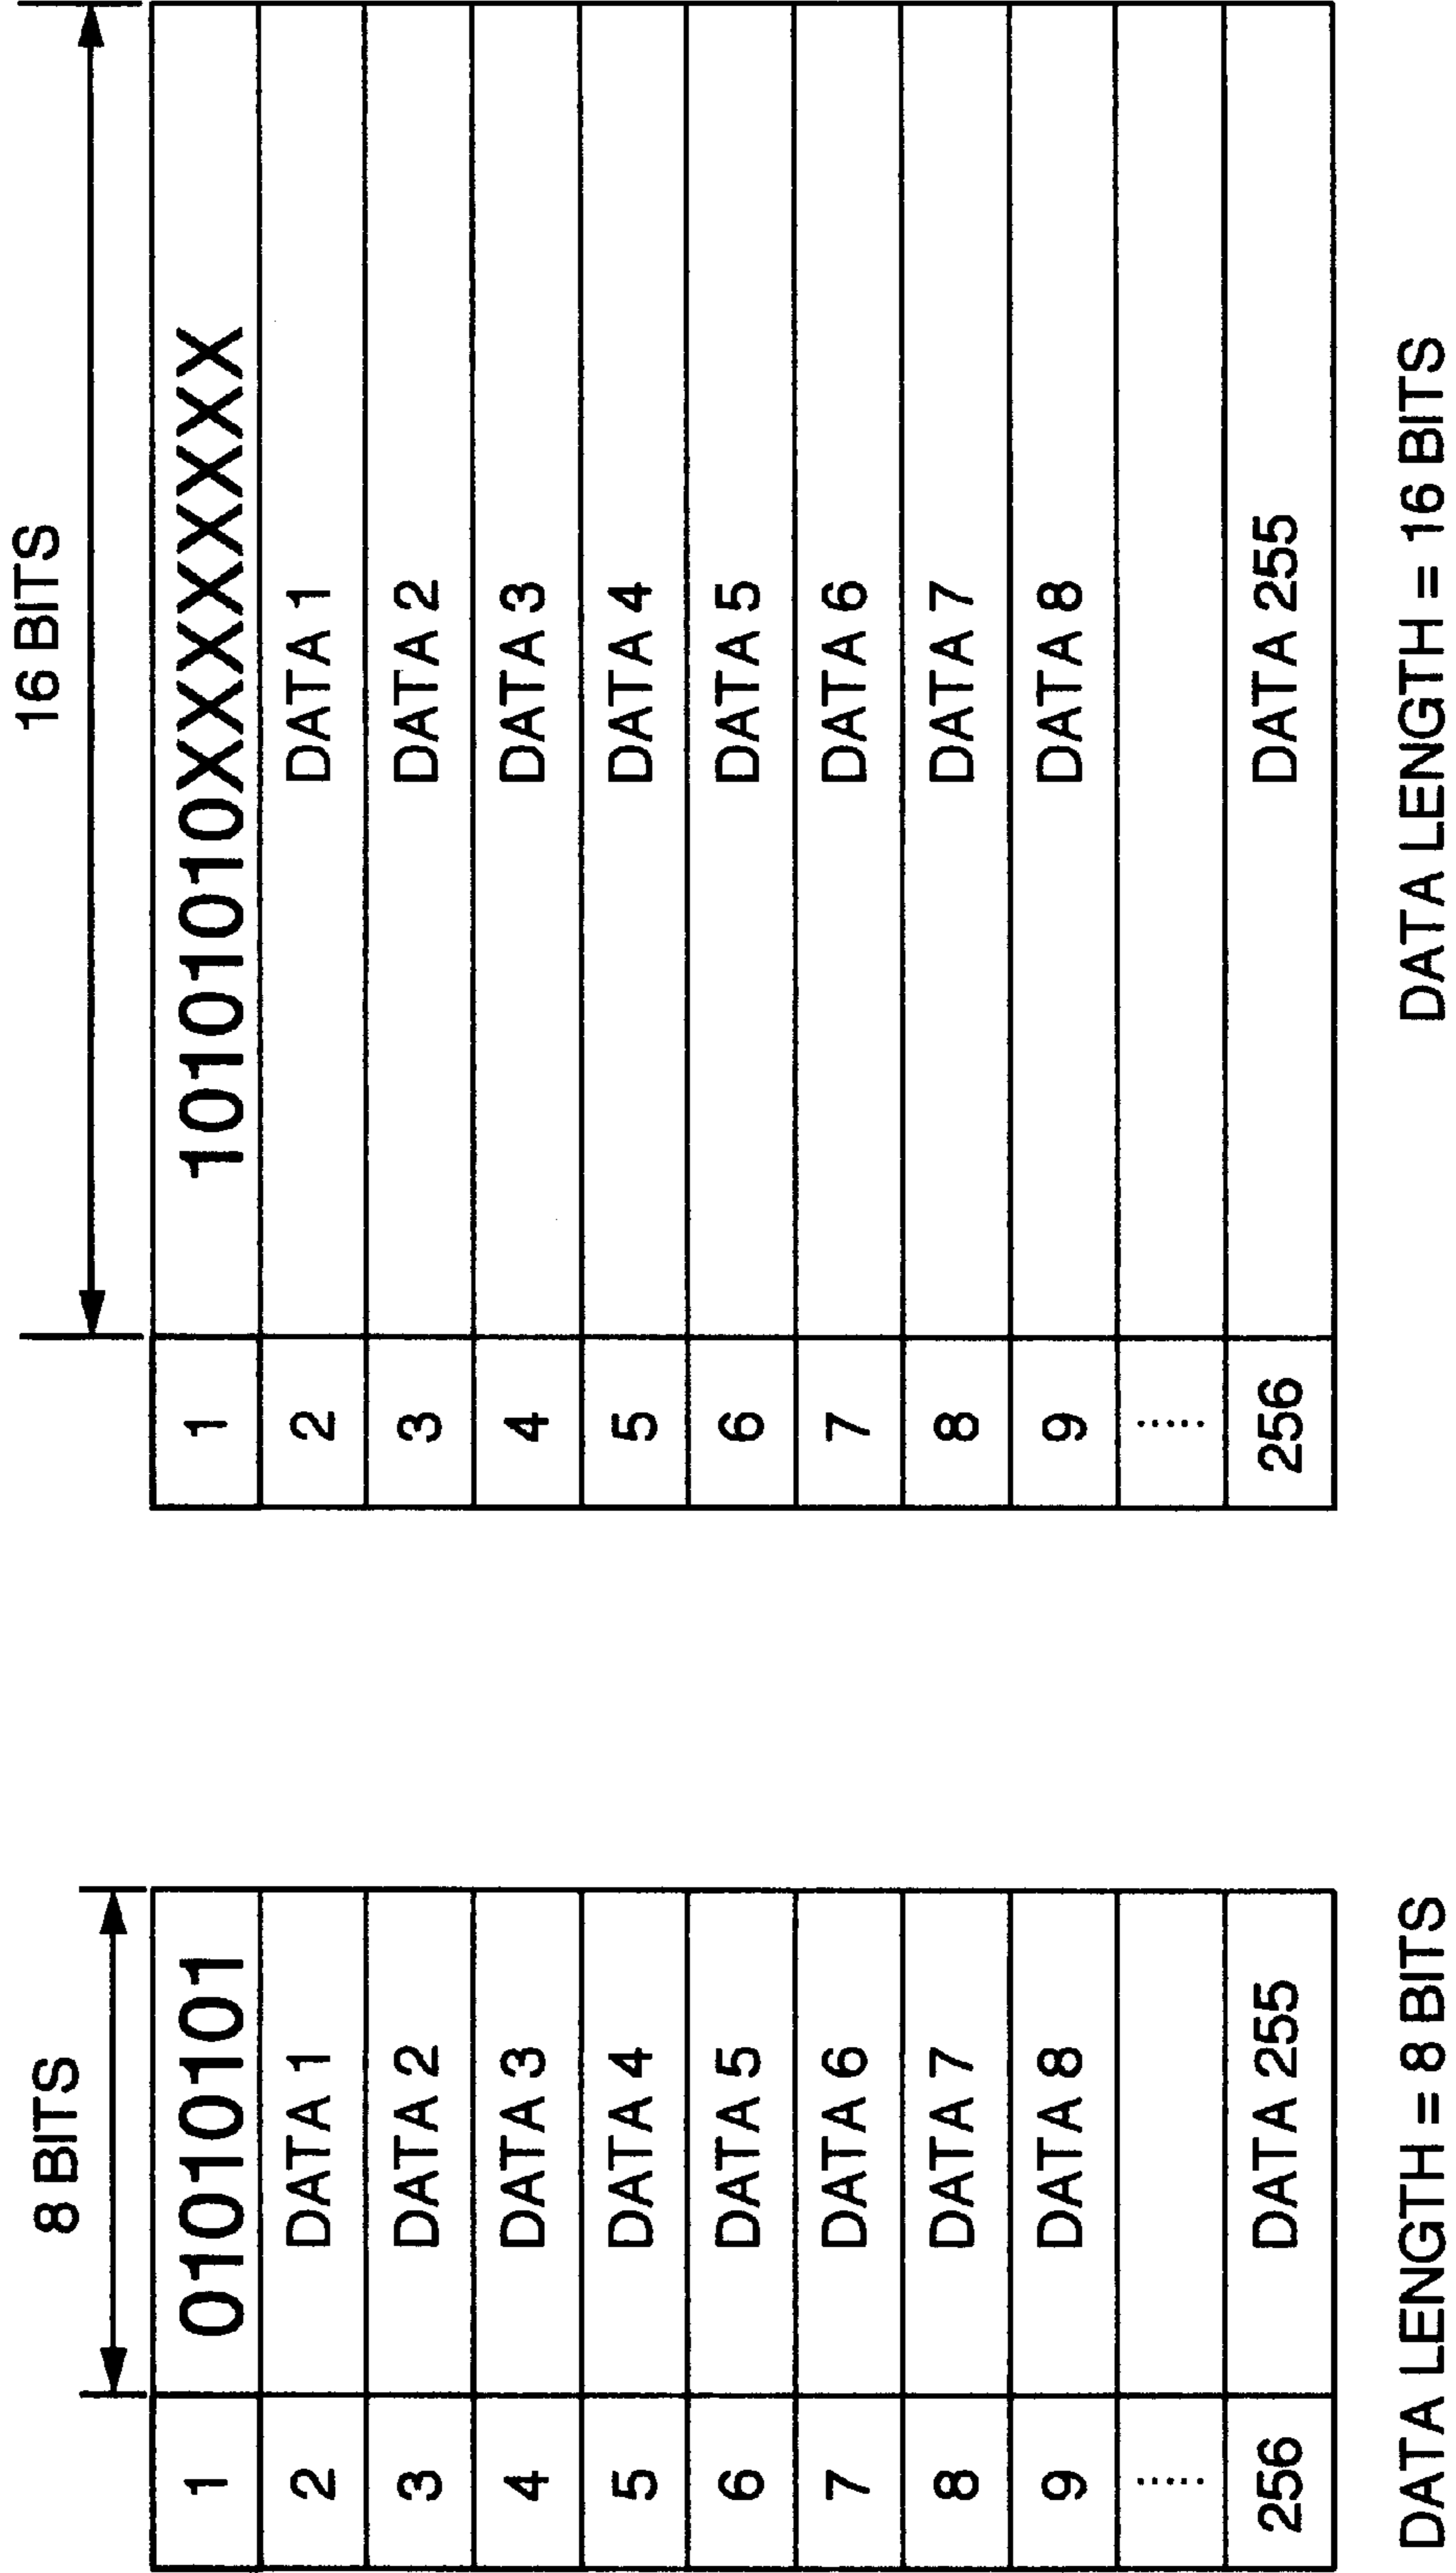 8 BITS
1 01010101
2 DATA 1
3 DATA 2
4 DATA 3
5 DATA 4
6 DATA 5
7 DATA 6
8 DATA 7
9 DATA 8
.....
256 DATA 255
DATA LENGTH = 8 BITS
16 BITS
1 10101010XXXXXXXX
2 DATA 1
3 DATA 2
4 DATA 3
5 DATA 4
6 DATA 5
7 DATA 6
8 DATA 7
9 DATA 8
.....
256 DATA 255
DATA LENGTH = 16 BITS